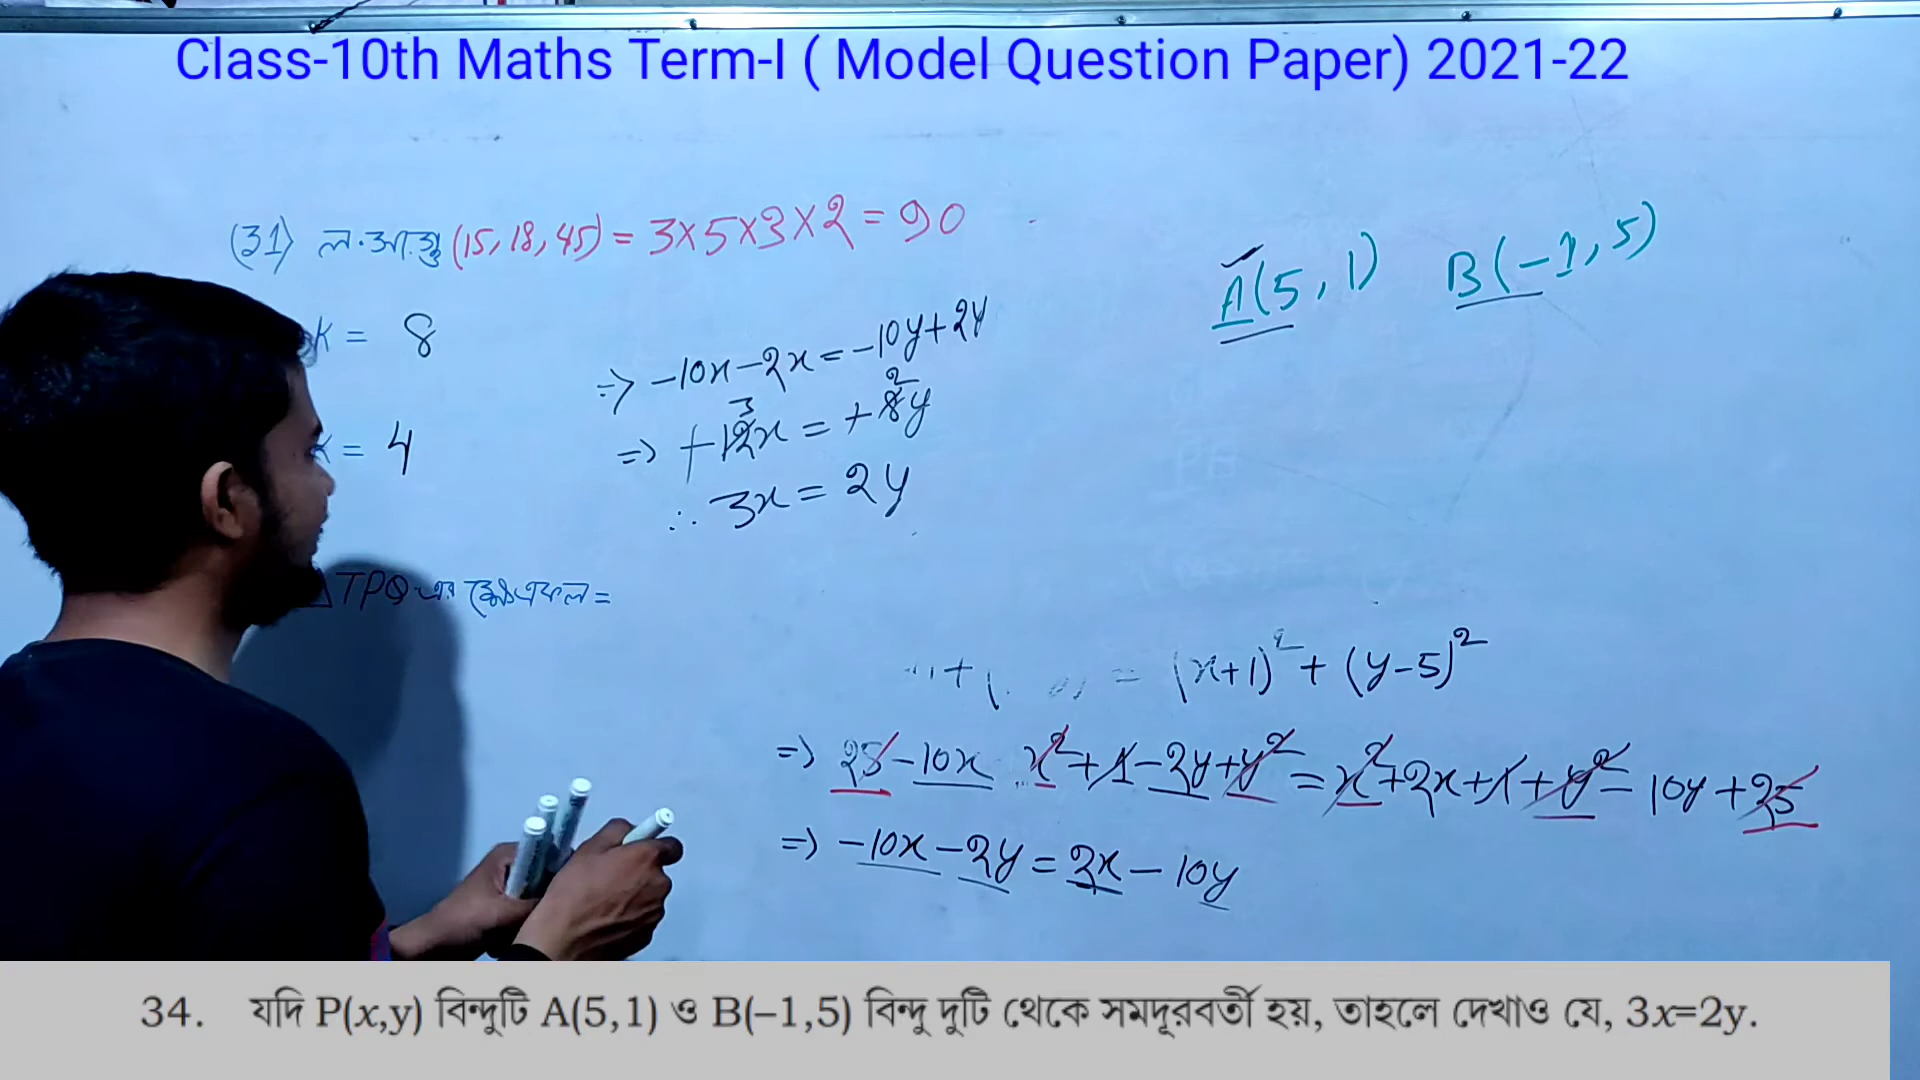 Class-10th Maths Term-I ( Model Question Paper) 2021-22
(31) ল.সা.গু (15, 18, 45) = 3×5×3×2 = 90
K = 8
= 4
A(5, 1) B(-1, 5)
⇒ -10x-2x = -10y+2y
⇒ +12x = +8y
3 2
∴ 3x = 2y
△TPQ এর ক্ষেত্রফল =
= (x+1)² + (y-5)²
⇒ 25-10x x²+1-2y+y² = x²+2x+1+y²-10y+25
⇒ -10x-2y = 2x-10y
34. যদি P(x,y) বিন্দুটি A(5,1) ও B(–1,5) বিন্দু দুটি থেকে সমদূরবর্তী হয়, তাহলে দেখাও যে, 3x=2y.